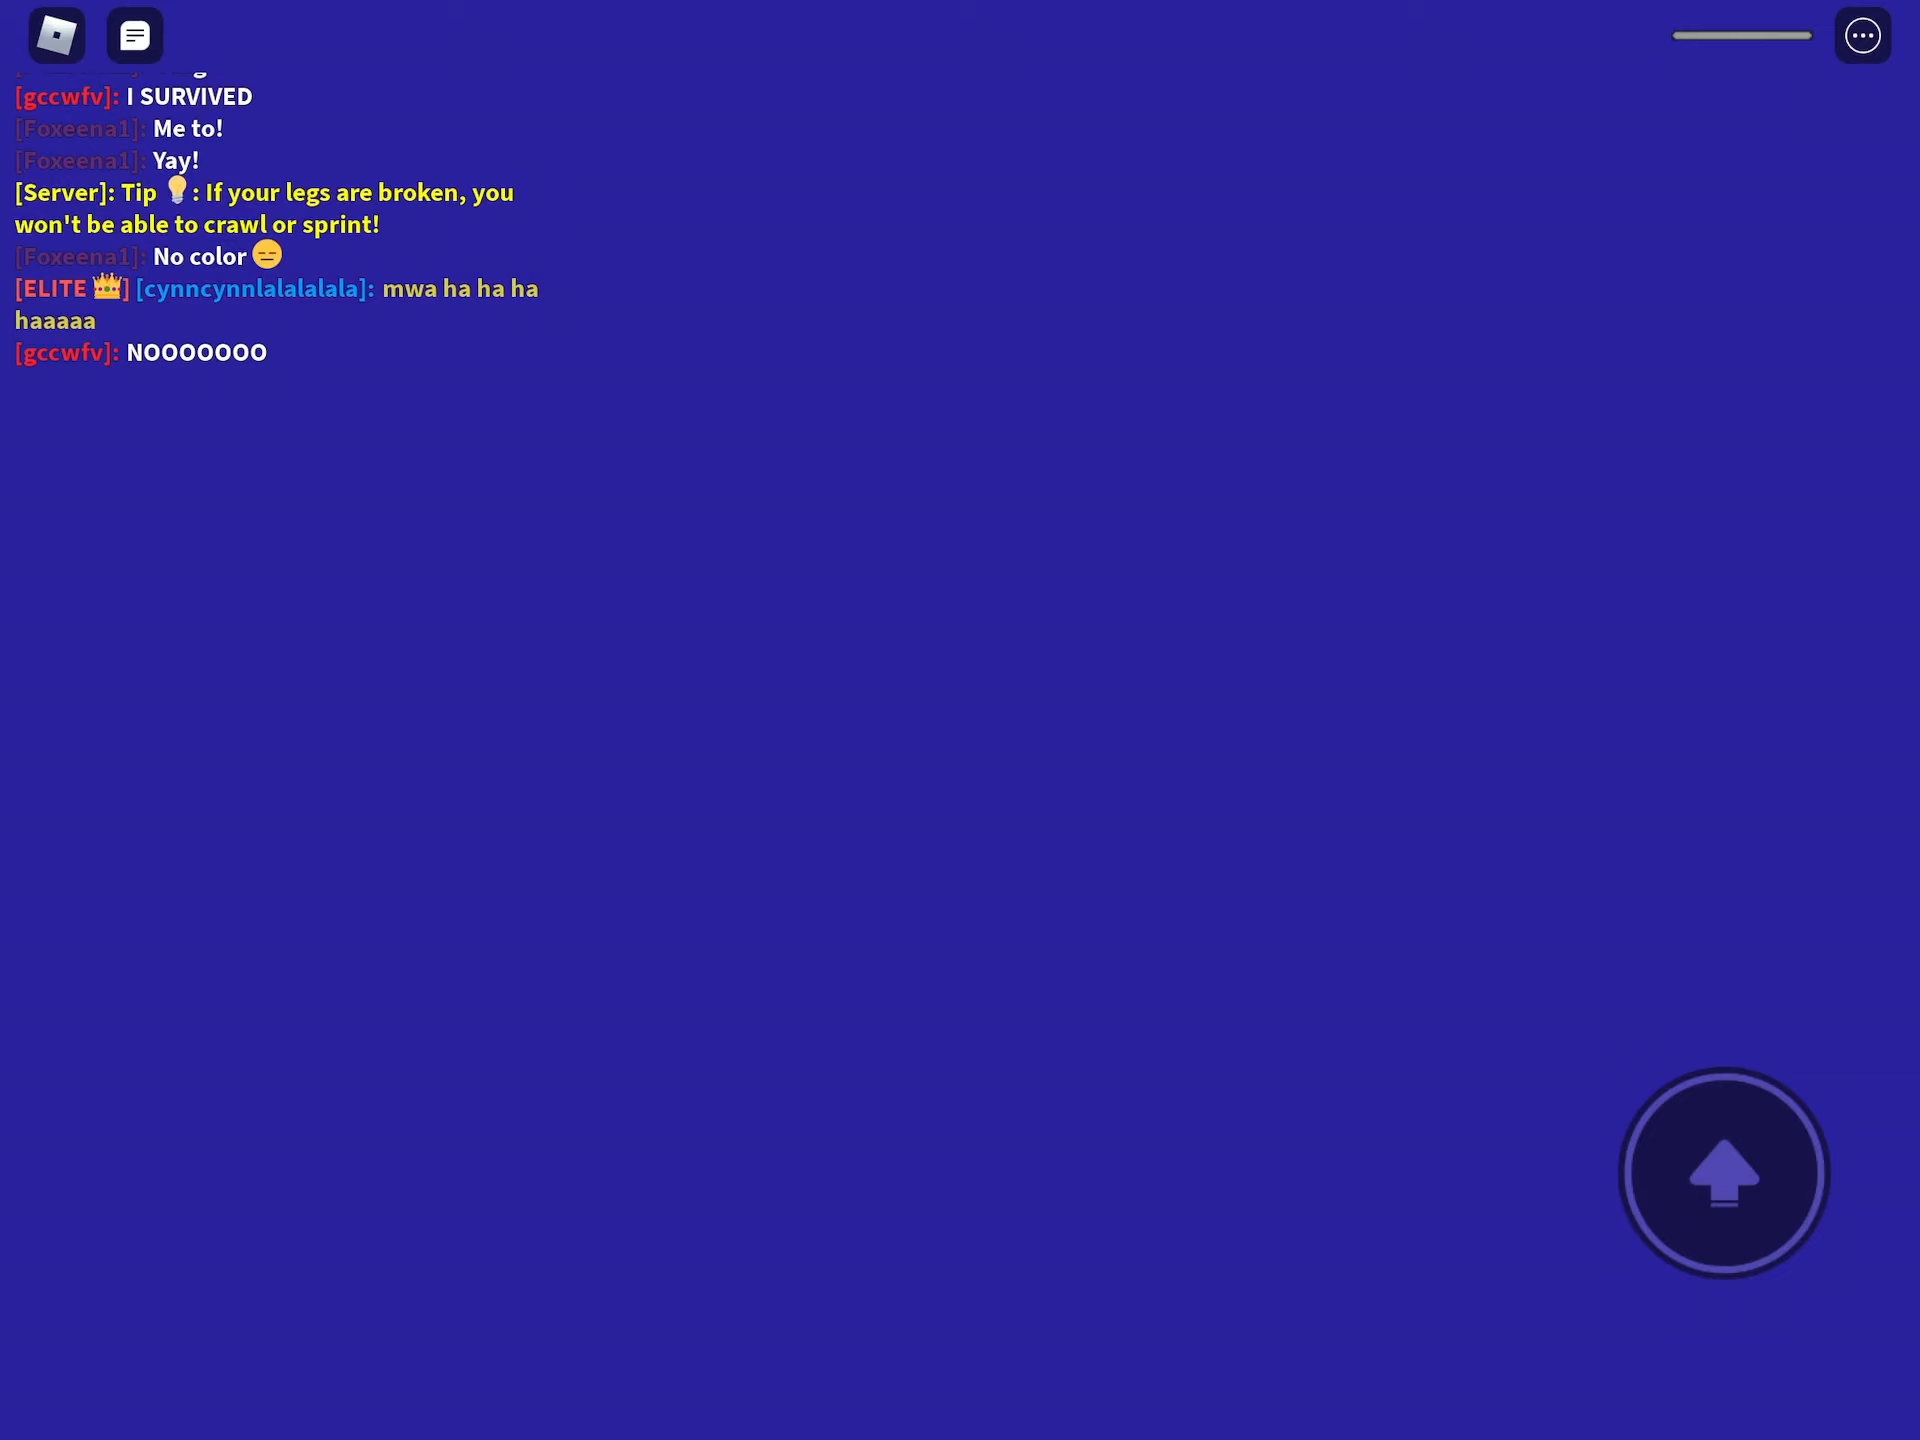 [gccwfv]: I SURVIVED
[Foxeena1]: Me to!
[Foxeena1]: Yay!
[Server]: Tip 💡: If your legs are broken, you
won't be able to crawl or sprint!
[Foxeena1]: No color 😑
[ELITE 👑] [cynncynnlalalalala]: mwa ha ha ha
haaaaa
[gccwfv]: NOOOOOOO